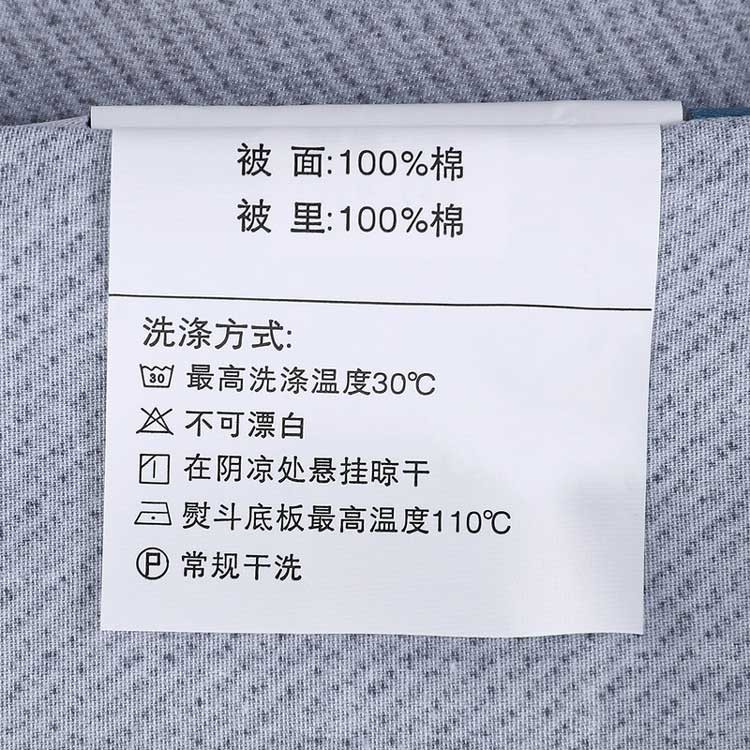 被 面:100%棉
被 里:100%棉
洗涤方式:
30 最高洗涤温度30℃
不可漂白
在阴凉处悬挂晾干
熨斗底板最高温度110℃
P 常规干洗